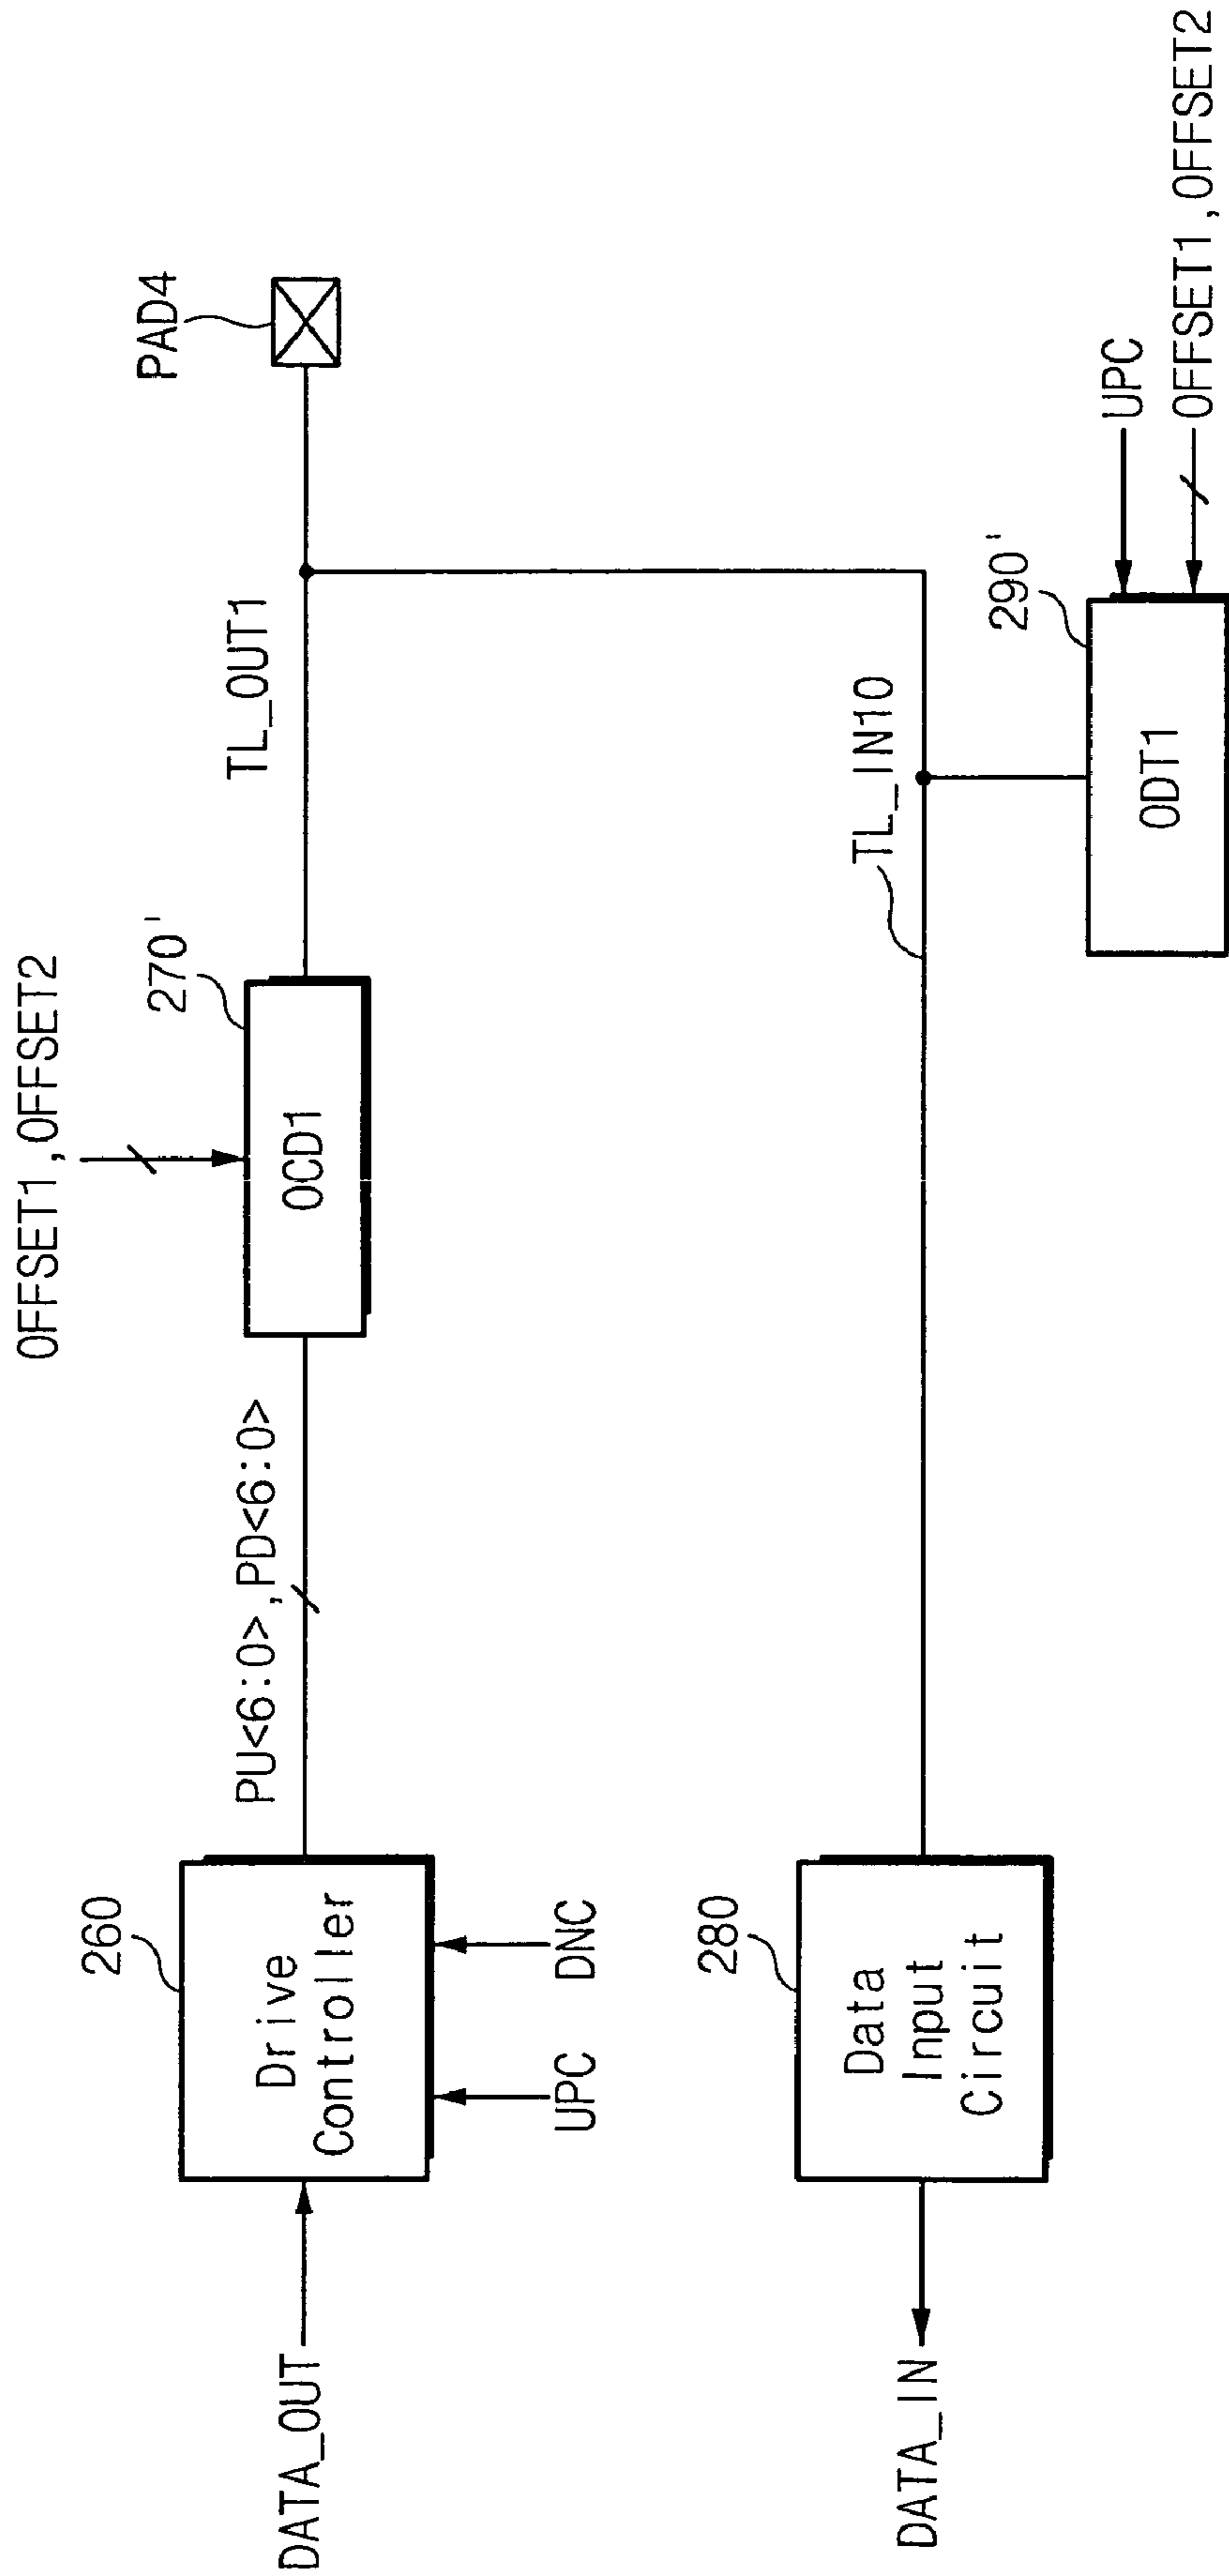 OFFSET1,OFFSET2
PAD4
260
270'
TL_OUT1
PU<6:0>,PD<6:0>
DATA_OUT
Drive
Controller
OCD1
UPC
DNC
280
TL_IN10
290'
UPC
OFFSET1,OFFSET2
DATA_IN
Data
Input
Circuit
ODT1